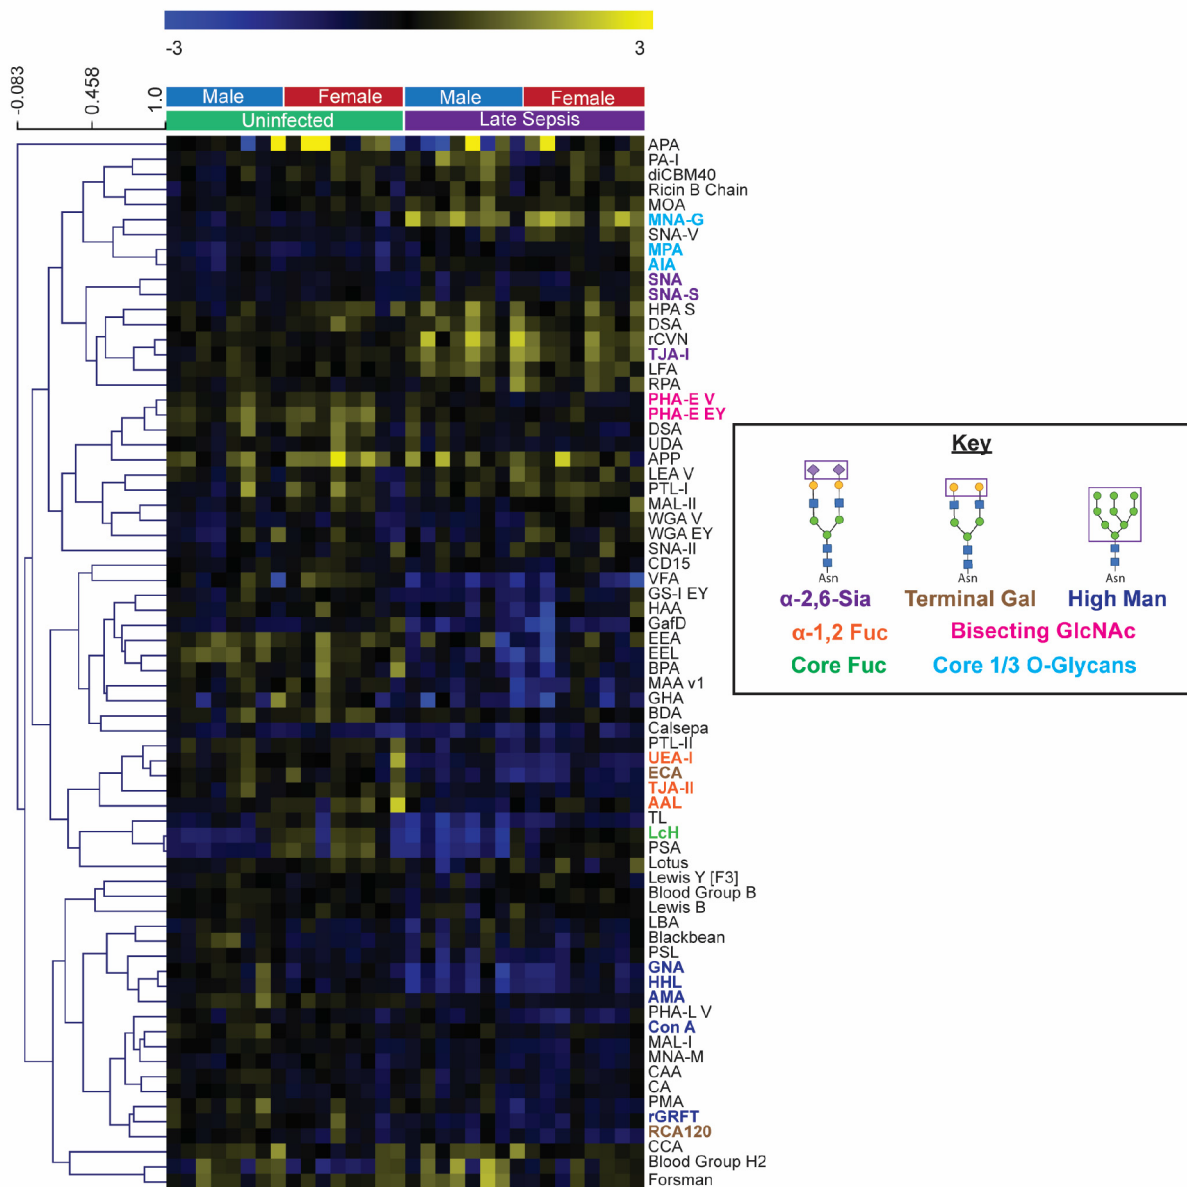 -3 3
-0.083
0.458
1.0
Male Female Male Female
Uninfected Late Sepsis
APA
PA-I
diCBM40
Ricin B Chain
MOA
MNA-G
SNA-V
MPA
AIA
SNA
SNA-S
HPA S
DSA
rCVN
TJA-I
LFA
RPA
PHA-E V
PHA-E EY
DSA
UDA
APP
LEA V
PTL-I
MAL-II
WGA V
WGA EY
SNA-II
CD15
VFA
GS-I EY
HAA
GafD
EEA
EEL
BPA
MAA v1
GHA
BDA
Calsepa
PTL-II
UEA-I
ECA
TJA-II
AAL
TL
LcH
PSA
Lotus
Lewis Y [F3]
Blood Group B
Lewis B
LBA
Blackbean
PSL
GNA
HHL
AMA
PHA-L V
Con A
MAL-I
MNA-M
CAA
CA
PMA
rGRFT
RCA120
CCA
Blood Group H2
Forsman
Key
Asn Asn Asn
α-2,6-Sia Terminal Gal High Man
α-1,2 Fuc Bisecting GlcNAc
Core Fuc Core 1/3 O-Glycans